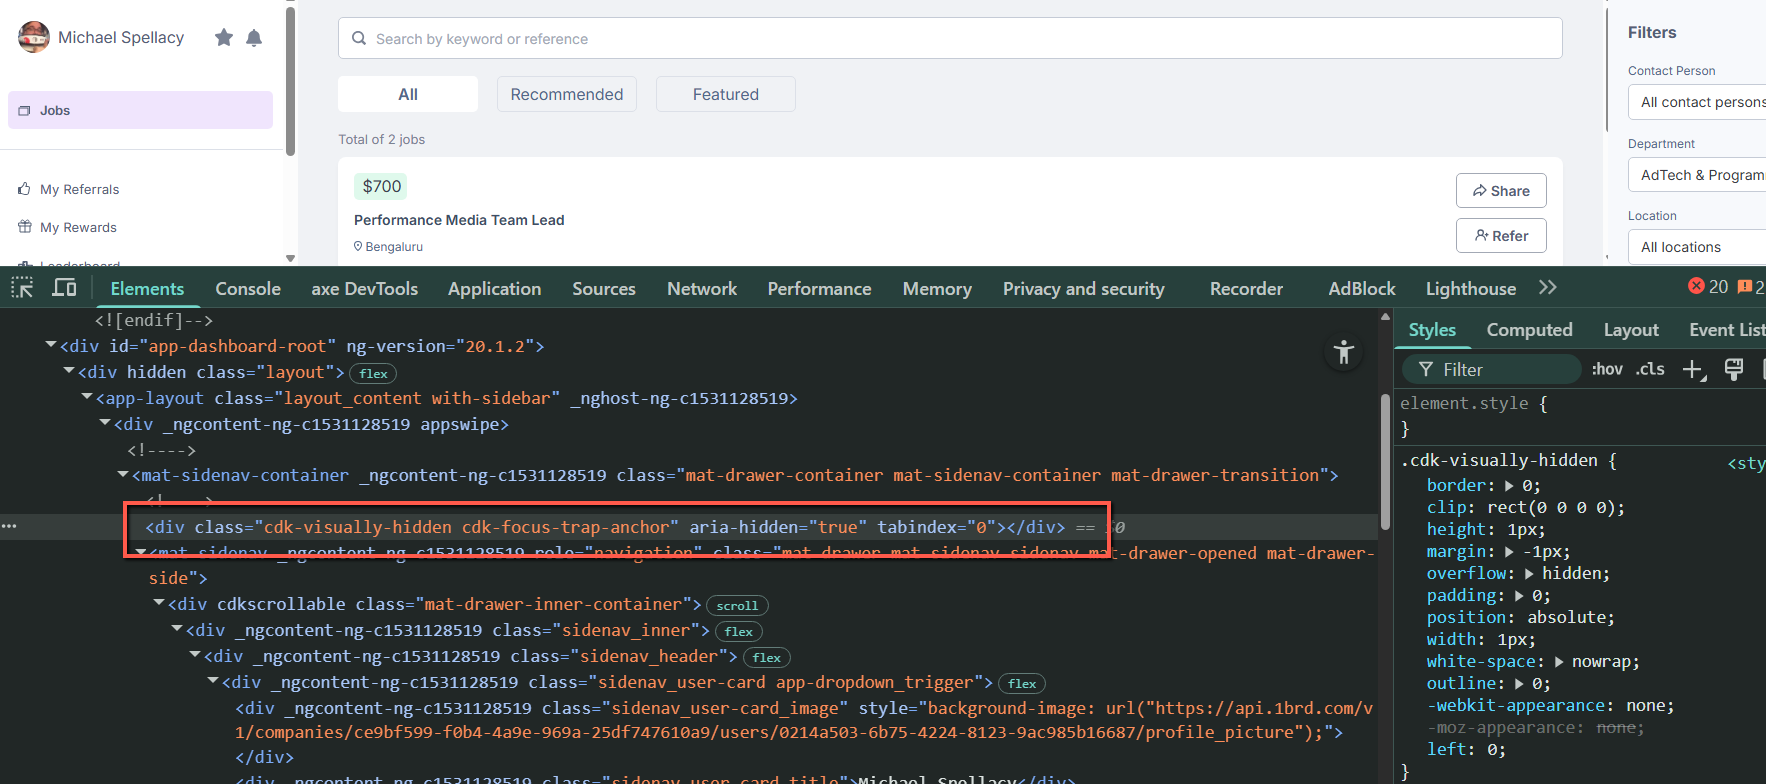 Michael Spellacy
Search by keyword or reference
Filters
Contact Person
All contact persons
Jobs
All
Recommended
Featured
Total of 2 jobs
Department
AdTech & Program
$700
Share
My Referrals
Performance Media Team Lead
Location
My Rewards
Bengaluru
Refer
All locations
Leaderboard
Elements Console axe DevTools Application Sources Network Performance Memory Privacy and security Recorder AdBlock Lighthouse 20 2
<![endif]-->
<div id="app-dashboard-root" ng-version="20.1.2">
<div hidden class="layout"> flex
<app-layout class="layout_content with-sidebar" _nghost-ng-c1531128519>
<div _ngcontent-ng-c1531128519 appswipe>
<!---->
<mat-sidenav-container _ngcontent-ng-c1531128519 class="mat-drawer-container mat-sidenav-container mat-drawer-transition">
<div class="cdk-visually-hidden cdk-focus-trap-anchor" aria-hidden="true" tabindex="0"></div> == $0
<mat-sidenav _ngcontent-ng-c1531128519 role="navigation" class="mat-drawer mat-sidenav sidenav mat-drawer-opened mat-drawer-
side">
<div cdkscrollable class="mat-drawer-inner-container"> scroll
<div _ngcontent-ng-c1531128519 class="sidenav_inner"> flex
<div _ngcontent-ng-c1531128519 class="sidenav_header"> flex
<div _ngcontent-ng-c1531128519 class="sidenav_user-card app-dropdown_trigger"> flex
<div _ngcontent-ng-c1531128519 class="sidenav_user-card_image" style="background-image: url("https://api.1brd.com/v
1/companies/ce9bf599-f0b4-4a9e-969a-25df747610a9/users/0214a503-6b75-4224-8123-9ac985b16687/profile_picture");">
</div>
<div _ngcontent-ng-c1531128519 class="sidenav_user-card_title">Michael Spellacy</div>
Styles Computed Layout Event List
Filter :hov .cls
element.style {
}
.cdk-visually-hidden { <sty
border: 0;
clip: rect(0 0 0 0);
height: 1px;
margin: -1px;
overflow: hidden;
padding: 0;
position: absolute;
width: 1px;
white-space: nowrap;
outline: 0;
-webkit-appearance: none;
-moz-appearance: none;
left: 0;
}